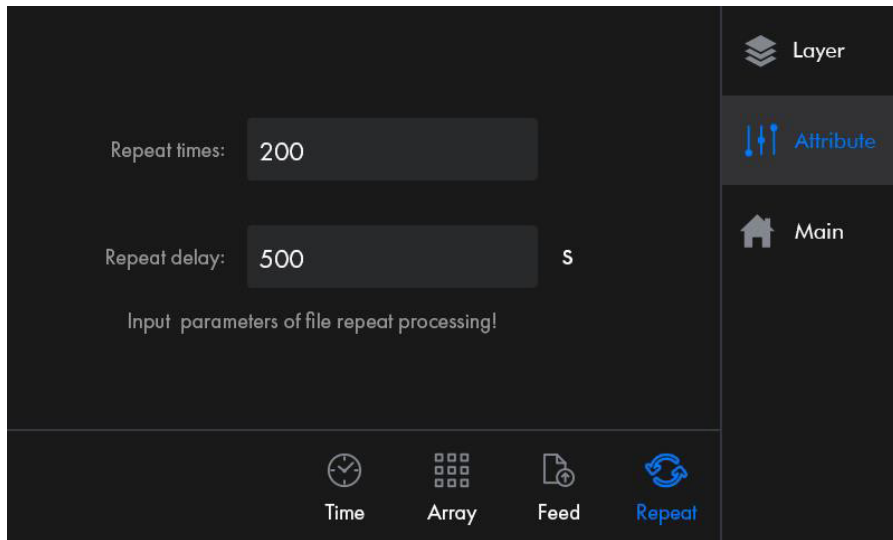 Layer
Attribute
Main
Repeat times: 200
Repeat delay: 500 s
Input parameters of file repeat processing!
Time Array Feed Repeat